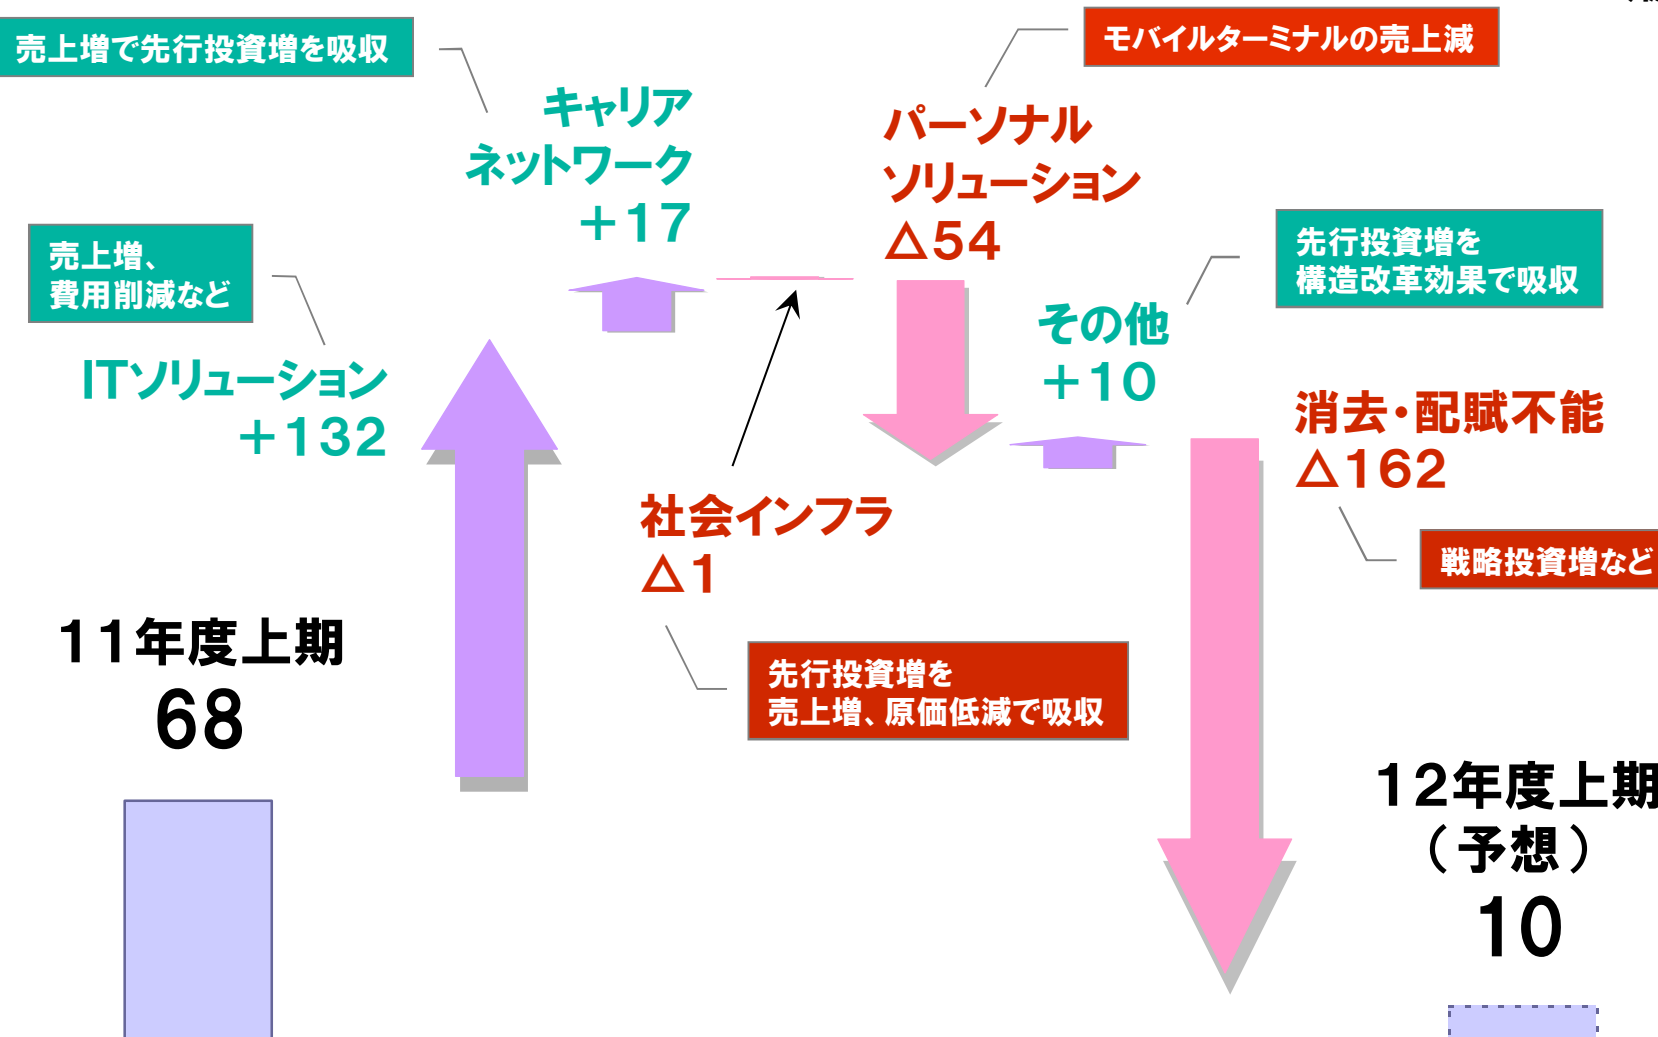 売上増で先行投資増を吸収
モバイルターミナルの売上減
キャリア
ネットワーク
+17
パーソナル
ソリューション
△54
売上増、
費用削減など
先行投資増を
構造改革効果で吸収
その他
+10
ITソリューション
+132
消去・配賦不能
△162
社会インフラ
△1
戦略投資増など
11年度上期
68
先行投資増を
売上増、原価低減で吸収
12年度上期
(予想)
10